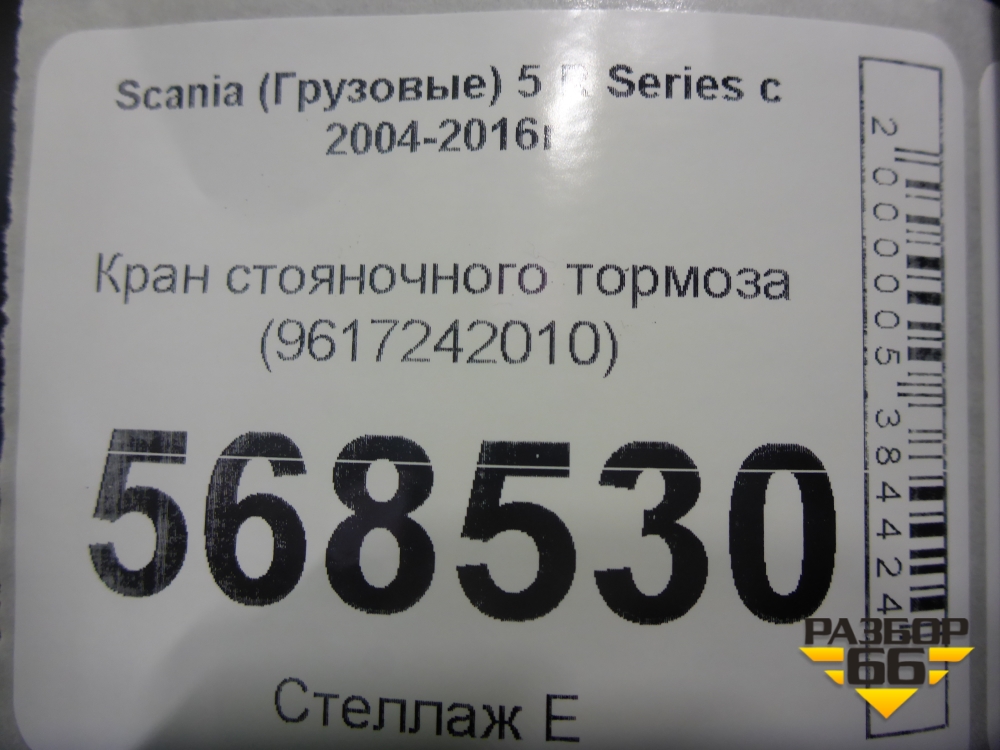 Scania (Грузовые) 5 R Series с
2004-2016г
Кран стояночного тормоза
(9617242010)
568530
Стеллаж Е
2000005384424
РАЗБОР
66